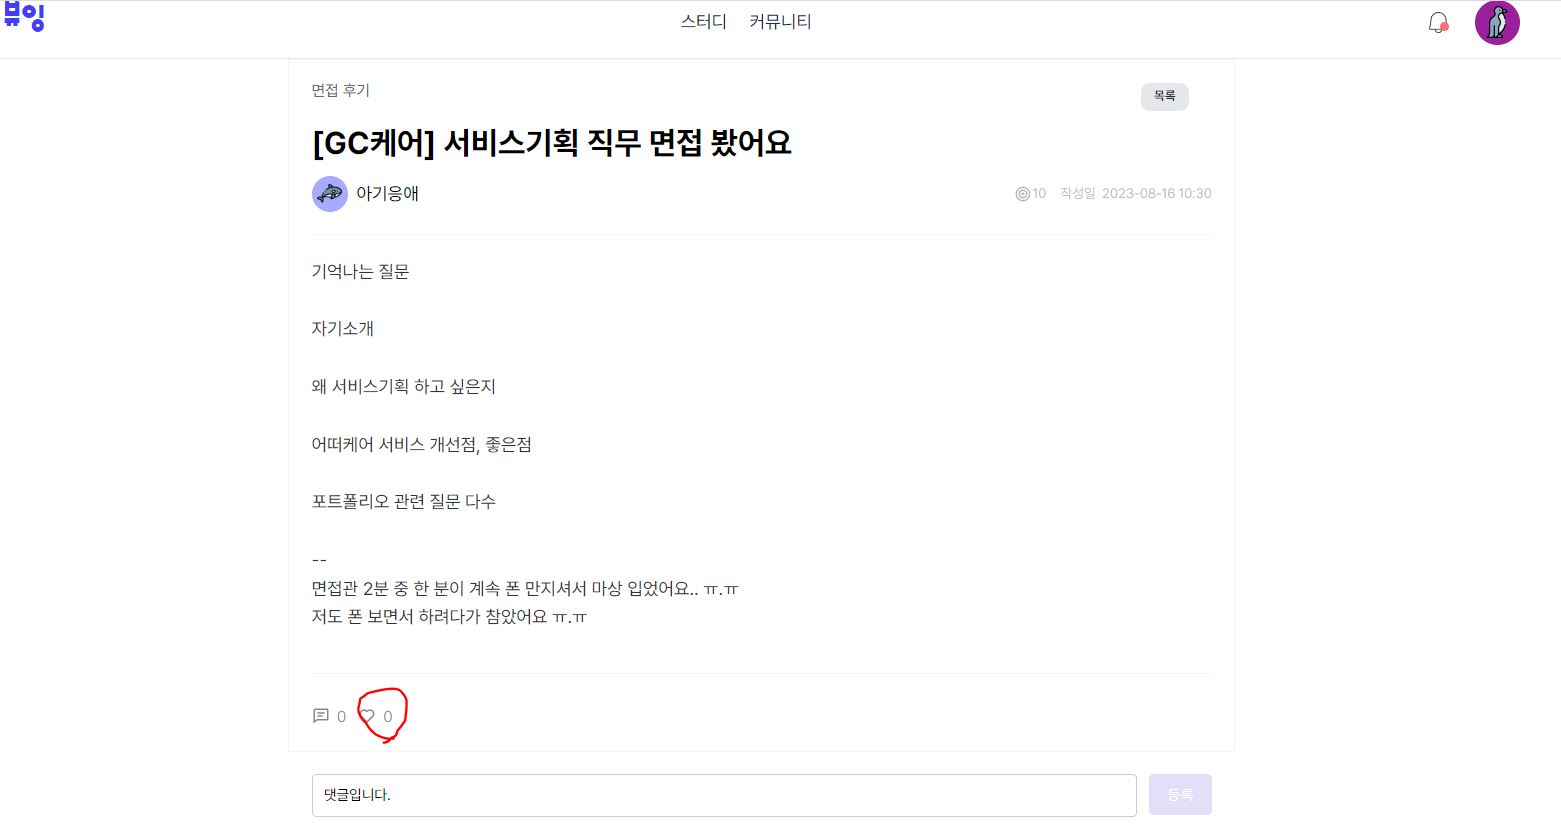 뷰잉
스터디 커뮤니티
면접 후기
목록
[GC케어] 서비스기획 직무 면접 봤어요
아기응애
10 작성일 2023-08-16 10:30
기억나는 질문
자기소개
왜 서비스기획 하고 싶은지
어떠케어 서비스 개선점, 좋은점
포트폴리오 관련 질문 다수
--
면접관 2분 중 한 분이 계속 폰 만지셔서 마상 입었어요.. ㅠ.ㅠ
저도 폰 보면서 하려다가 참았어요 ㅠ.ㅠ
0 0
댓글입니다.
등록